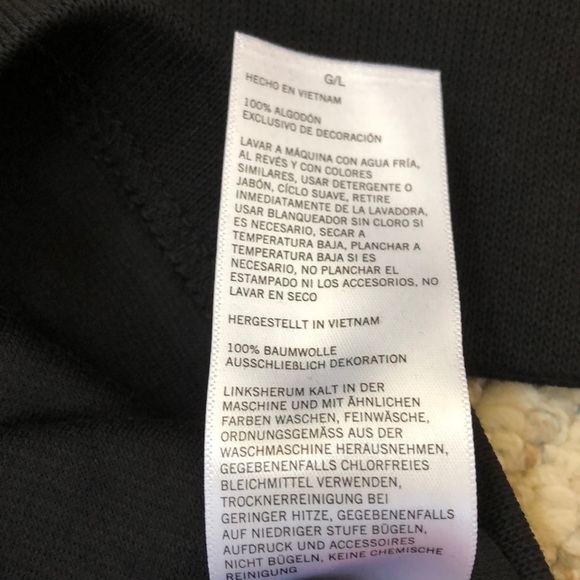 G/L
HECHO EN VIETNAM
100% ALGODÓN
EXCLUSIVO DE DECORACIÓN
LAVAR A MÁQUINA CON AGUA FRÍA,
AL REVÉS Y CON COLORES
SIMILARES, USAR DETERGENTE O
JABÓN, CÍCLO SUAVE, RETIRE
INMEDIATAMENTE DE LA LAVADORA,
USAR BLANQUEADOR SIN CLORO SI
ES NECESARIO, SECAR A
TEMPERATURA BAJA, PLANCHAR A
TEMPERATURA BAJA SI ES
NECESARIO, NO PLANCHAR EL
ESTAMPADO NI LOS ACCESORIOS, NO
LAVAR EN SECO
HERGESTELLT IN VIETNAM
100% BAUMWOLLE
AUSSCHLIEßLICH DEKORATION
LINKSHERUM KALT IN DER
MASCHINE UND MIT ÄHNLICHEN
FARBEN WASCHEN, FEINWÄSCHE,
ORDNUNGSGEMÄSS AUS DER
WASCHMASCHINE HERAUSNEHMEN,
GEGEBENENFALLS CHLORFREIES
BLEICHMITTEL VERWENDEN,
TROCKNERREINIGUNG BEI
GERINGER HITZE, GEGEBENENFALLS
AUF NIEDRIGER STUFE BÜGELN,
AUFDRUCK UND ACCESSOIRES
NICHT BÜGELN, KEINE CHEMISCHE
REINIGUNG